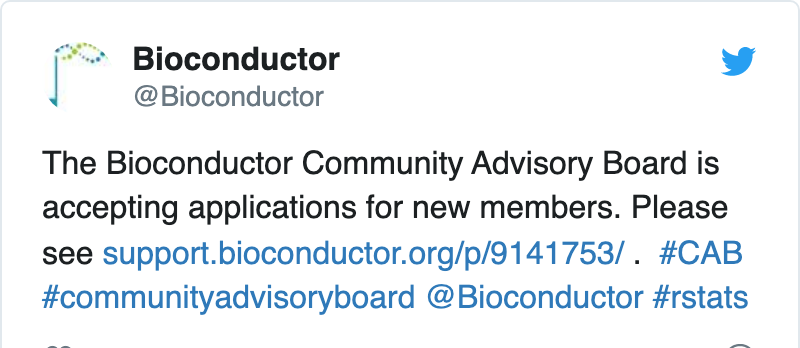 Bioconductor
@Bioconductor
The Bioconductor Community Advisory Board is
accepting applications for new members. Please
see support.bioconductor.org/p/9141753/ .  #CAB
#communityadvisoryboard @Bioconductor #rstats